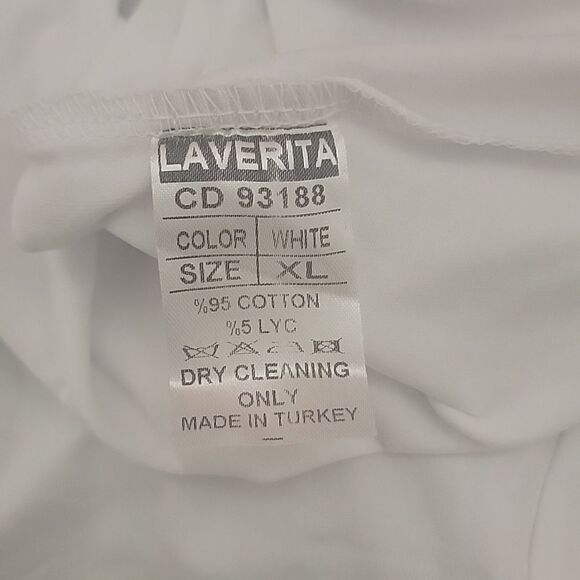 LAVERITA
CD 93188
COLOR WHITE
SIZE XL
%95 COTTON
%5 LYC
DRY CLEANING
ONLY
MADE IN TURKEY